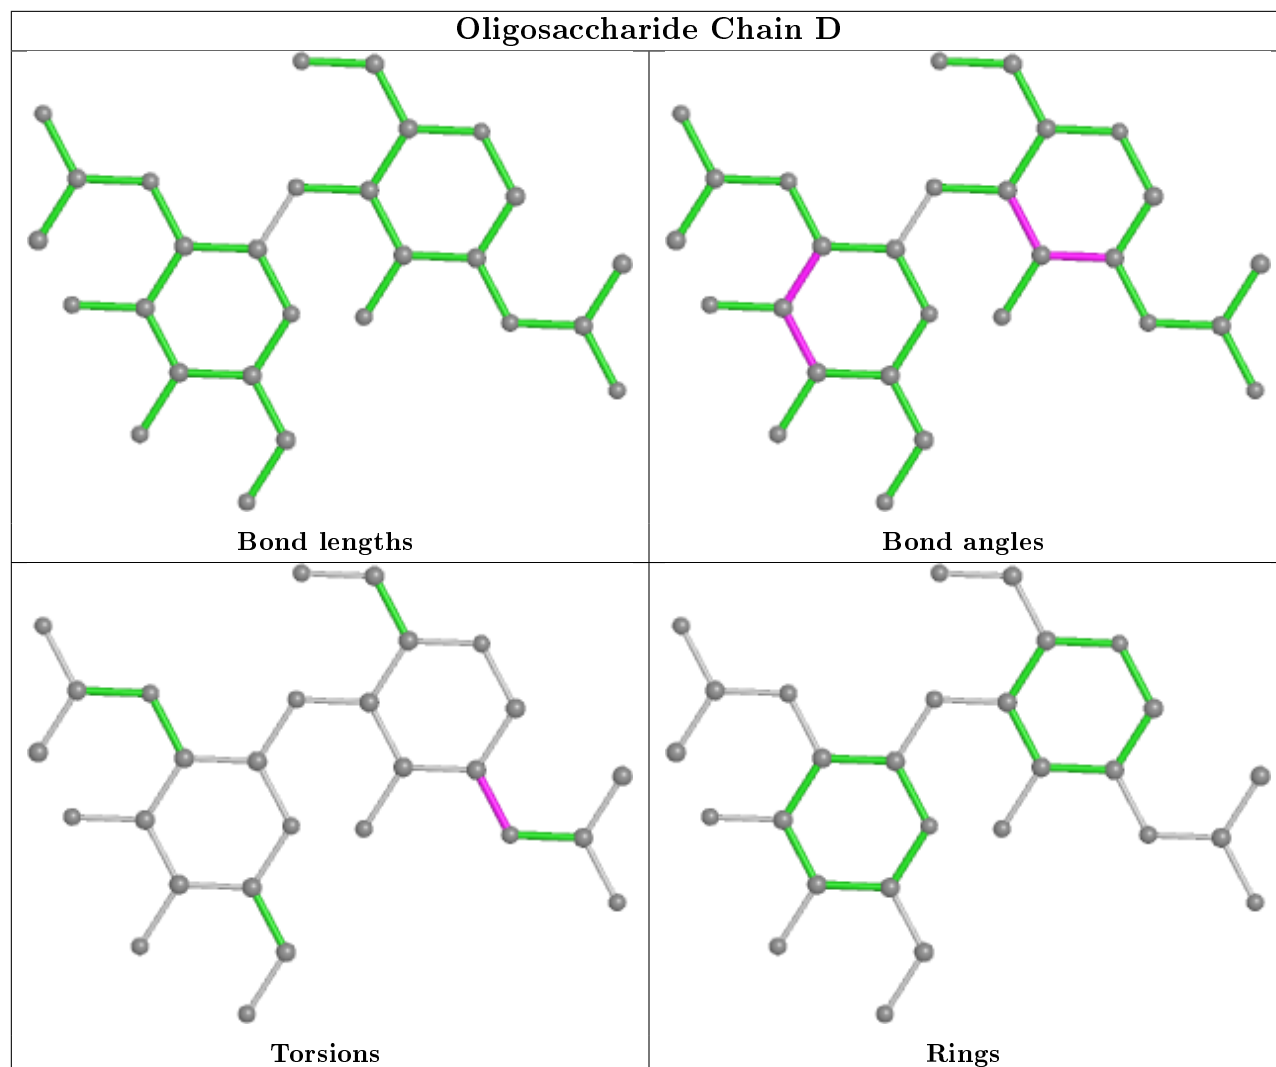 Oligosaccharide Chain D
Bond lengths
Bond angles
Torsions
Rings